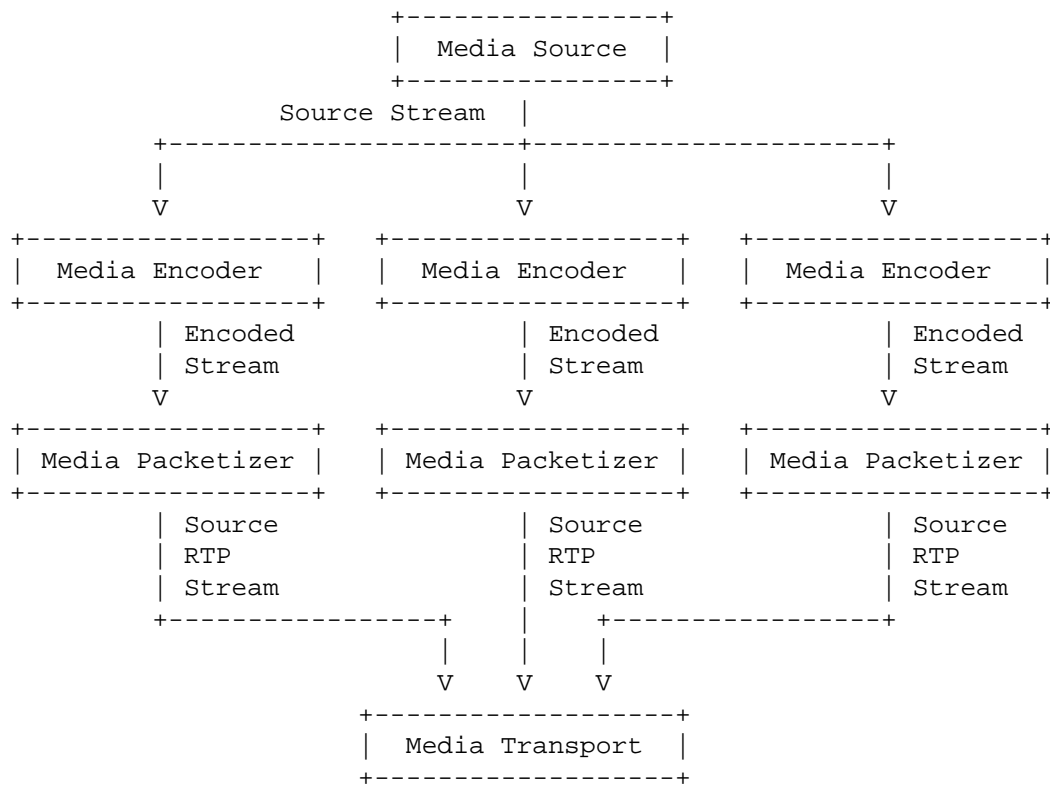 Media Source
Source Stream
V V V
Media Encoder Media Encoder Media Encoder
Encoded Encoded Encoded
Stream Stream Stream
V V V
Media Packetizer Media Packetizer Media Packetizer
Source Source Source
RTP RTP RTP
Stream Stream Stream
V V V
Media Transport